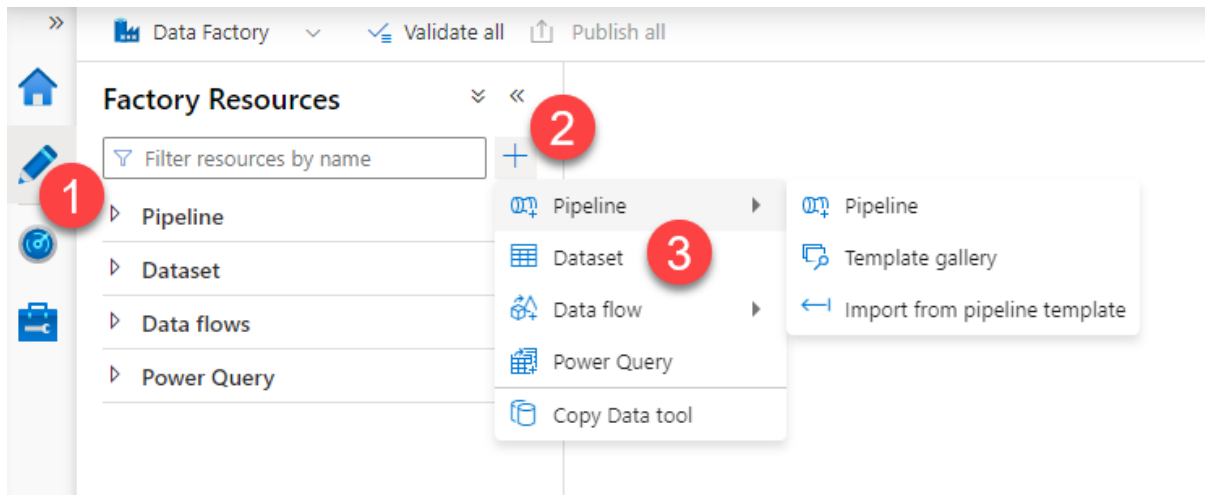 Data Factory Validate all Publish all
Factory Resources
2
Filter resources by name
1
Pipeline
Dataset
Data flows
Power Query
Pipeline
Dataset
3
Data flow
Power Query
Copy Data tool
Pipeline
Template gallery
Import from pipeline template